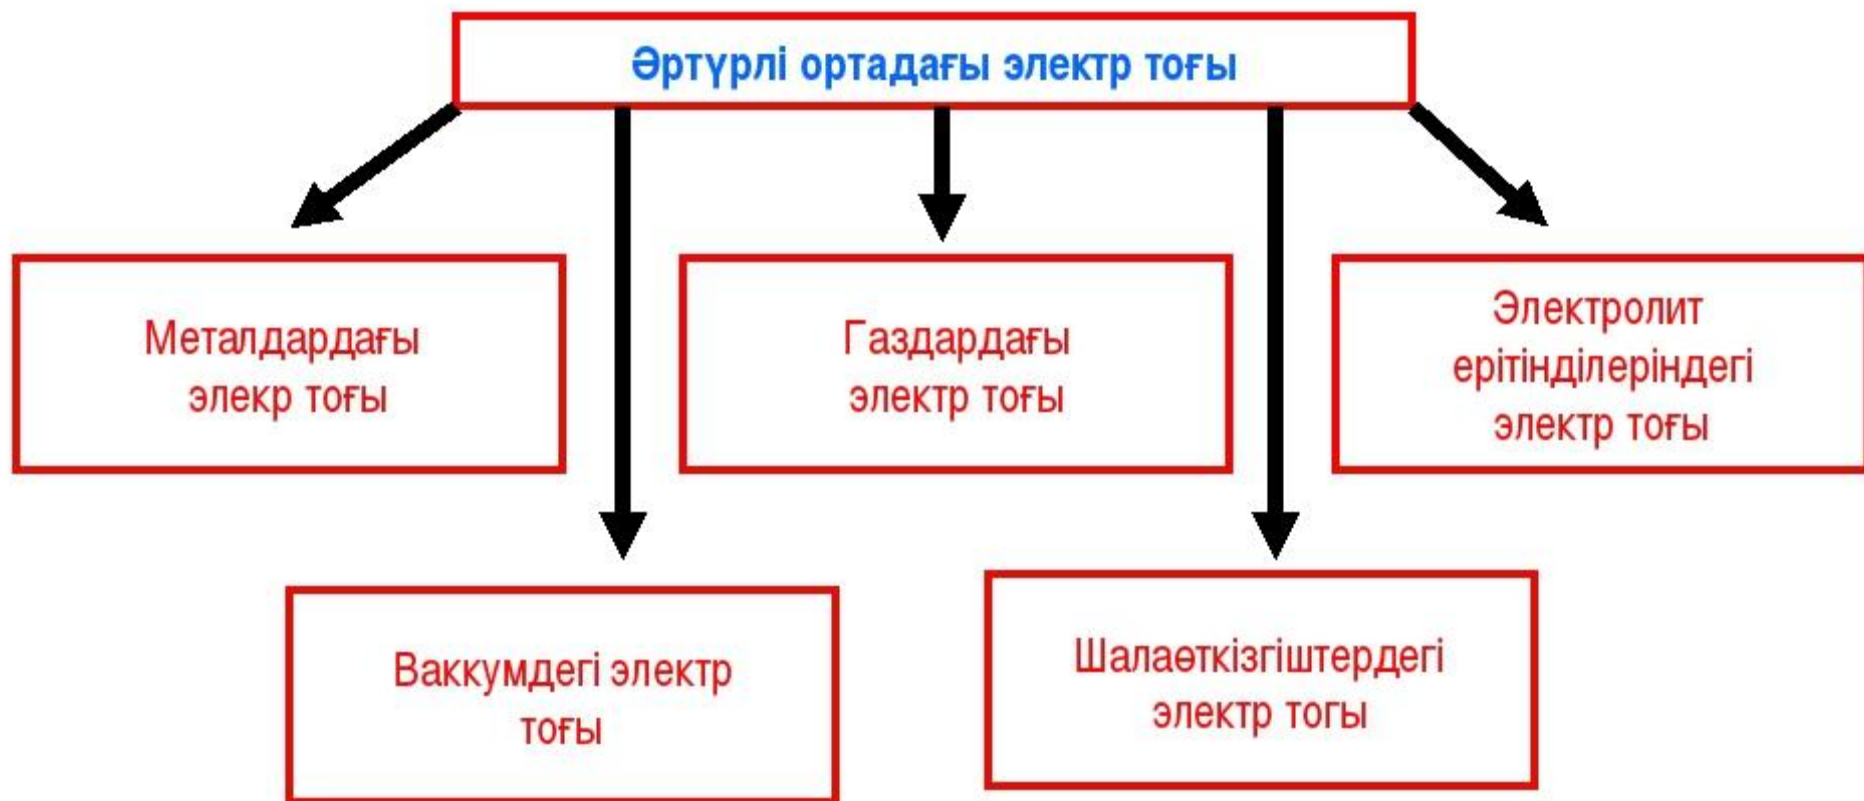 Әртүрлі ортадағы электр тоғы
Металдардағы
элекр тоғы
Газдардағы
электр тоғы
Электролит
ерітінділеріндегі
электр тоғы
Ваккумдегі электр
тоғы
Шалаөткізгіштердегі
электр тогы